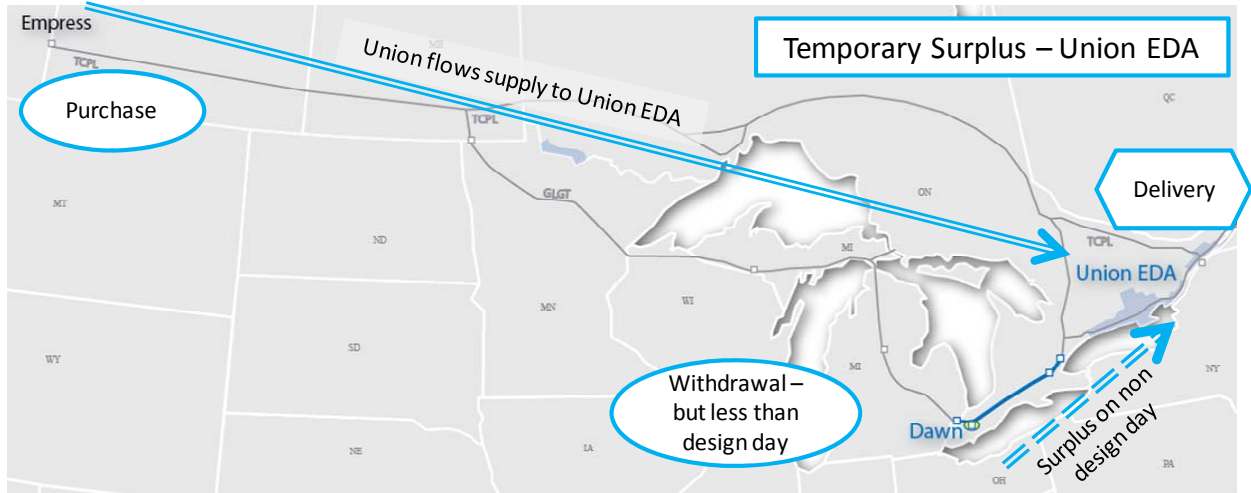 Empress
TCPL
Purchase
Union flows supply to Union EDA
MB
Temporary Surplus – Union EDA
QC
TCPL
ON
Delivery
MT
GLGT
ND
MI
TCPL
Union EDA
MN
WI
SD
WY
MI
NY
Withdrawal –
but less than
design day
Dawn
Surplus on non
design day
NE
IA
OH
PA